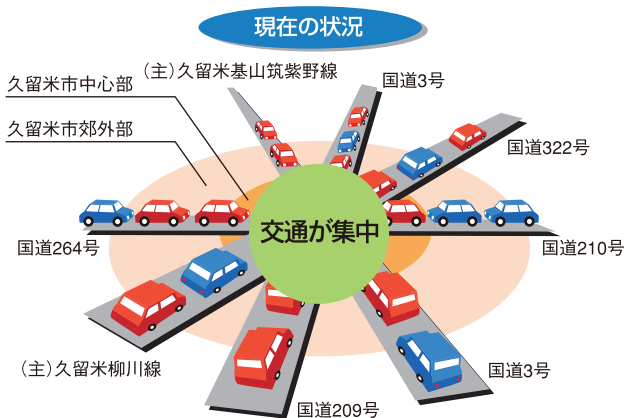 現在の状況
(主)久留米基山筑紫野線
国道3号
久留米市中心部
久留米市郊外部
国道322号
交通が集中
国道264号
国道210号
(主)久留米柳川線
国道3号
国道209号